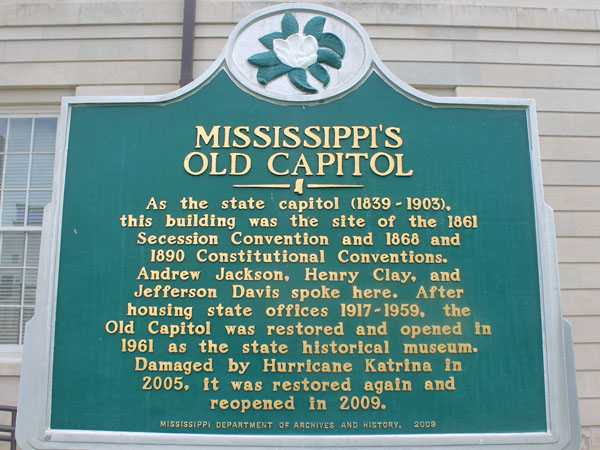 MISSISSIPPI'S
OLD CAPITOL
As the state capitol (1839-1903),
this building was the site of the 1861
Secession Convention and 1868 and
1890 Constitutional Conventions.
Andrew Jackson, Henry Clay, and
Jefferson Davis spoke here. After
housing state offices 1917-1959, the
Old Capitol was restored and opened in
1961 as the state historical museum.
Damaged by Hurricane Katrina in
2005, it was restored again and
reopened in 2009.
MISSISSIPPI DEPARTMENT OF ARCHIVES AND HISTORY, 2009